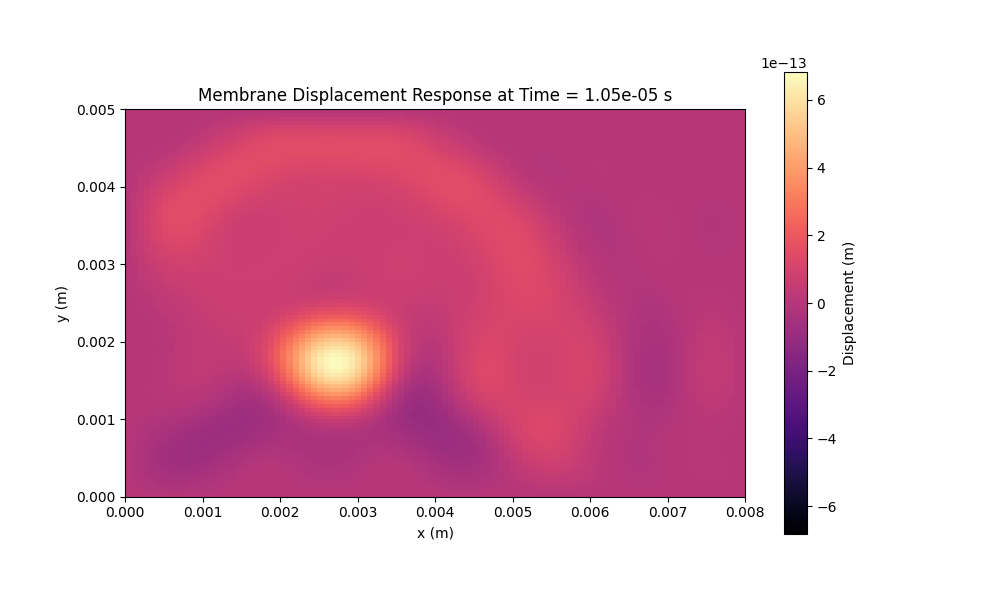 1e−13
Membrane Displacement Response at Time = 1.05e-05 s
0.005
0.004
0.003
0.002
0.001
0.000
y (m)
0.000 0.001 0.002 0.003 0.004 0.005 0.006 0.007 0.008
x (m)
6
4
2
0
−2
−4
−6
Displacement (m)